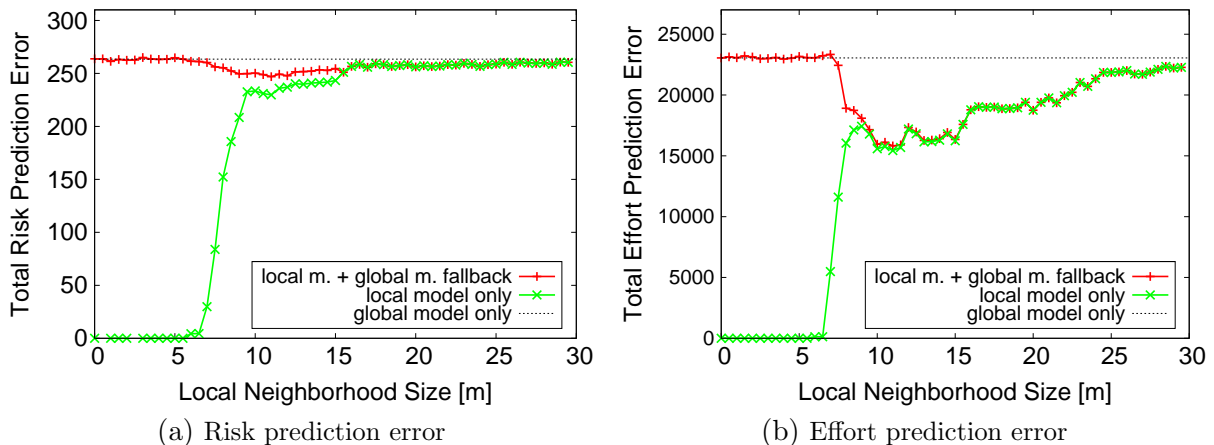 Total Risk Prediction Error
300
250
200
150
100
50
0
local m. + global m. fallback
local model only
global model only
0 5 10 15 20 25 30
Local Neighborhood Size [m]
(a) Risk prediction error
Total Effort Prediction Error
25000
20000
15000
10000
5000
0
local m. + global m. fallback
local model only
global model only
0 5 10 15 20 25 30
Local Neighborhood Size [m]
(b) Effort prediction error